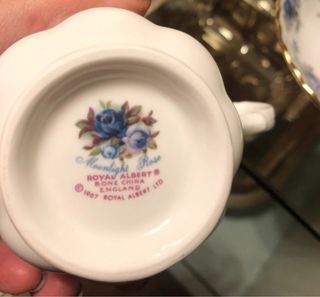 Moonlight Rose
ROYAL ALBERT®
BONE CHINA
ENGLAND
© 1987 ROYAL ALBERT LTD